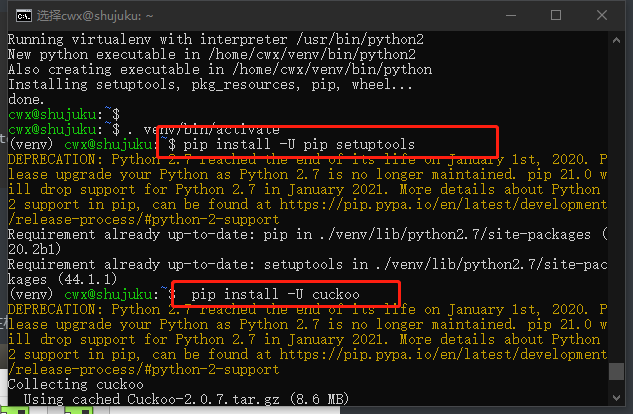 选择cwx@shujuku: ~
Running virtualenv with interpreter /usr/bin/python2
New python executable in /home/cwx/venv/bin/python2
Also creating executable in /home/cwx/venv/bin/python
Installing setuptools, pkg_resources, pip, wheel...
done.
cwx@shujuku:~$
cwx@shujuku:~$ . venv/bin/activate
(venv) cwx@shujuku:~$ pip install -U pip setuptools
DEPRECATION: Python 2.7 reached the end of its life on January 1st, 2020. P
lease upgrade your Python as Python 2.7 is no longer maintained. pip 21.0 w
ill drop support for Python 2.7 in January 2021. More details about Python
2 support in pip, can be found at https://pip.pypa.io/en/latest/development
/release-process/#python-2-support
Requirement already up-to-date: pip in ./venv/lib/python2.7/site-packages (
20.2b1)
Requirement already up-to-date: setuptools in ./venv/lib/python2.7/site-pac
kages (44.1.1)
(venv) cwx@shujuku:~$  pip install -U cuckoo
DEPRECATION: Python 2.7 reached the end of its life on January 1st, 2020. P
lease upgrade your Python as Python 2.7 is no longer maintained. pip 21.0 w
ill drop support for Python 2.7 in January 2021. More details about Python
2 support in pip, can be found at https://pip.pypa.io/en/latest/development
/release-process/#python-2-support
Collecting cuckoo
  Using cached Cuckoo-2.0.7.tar.gz (8.6 MB)